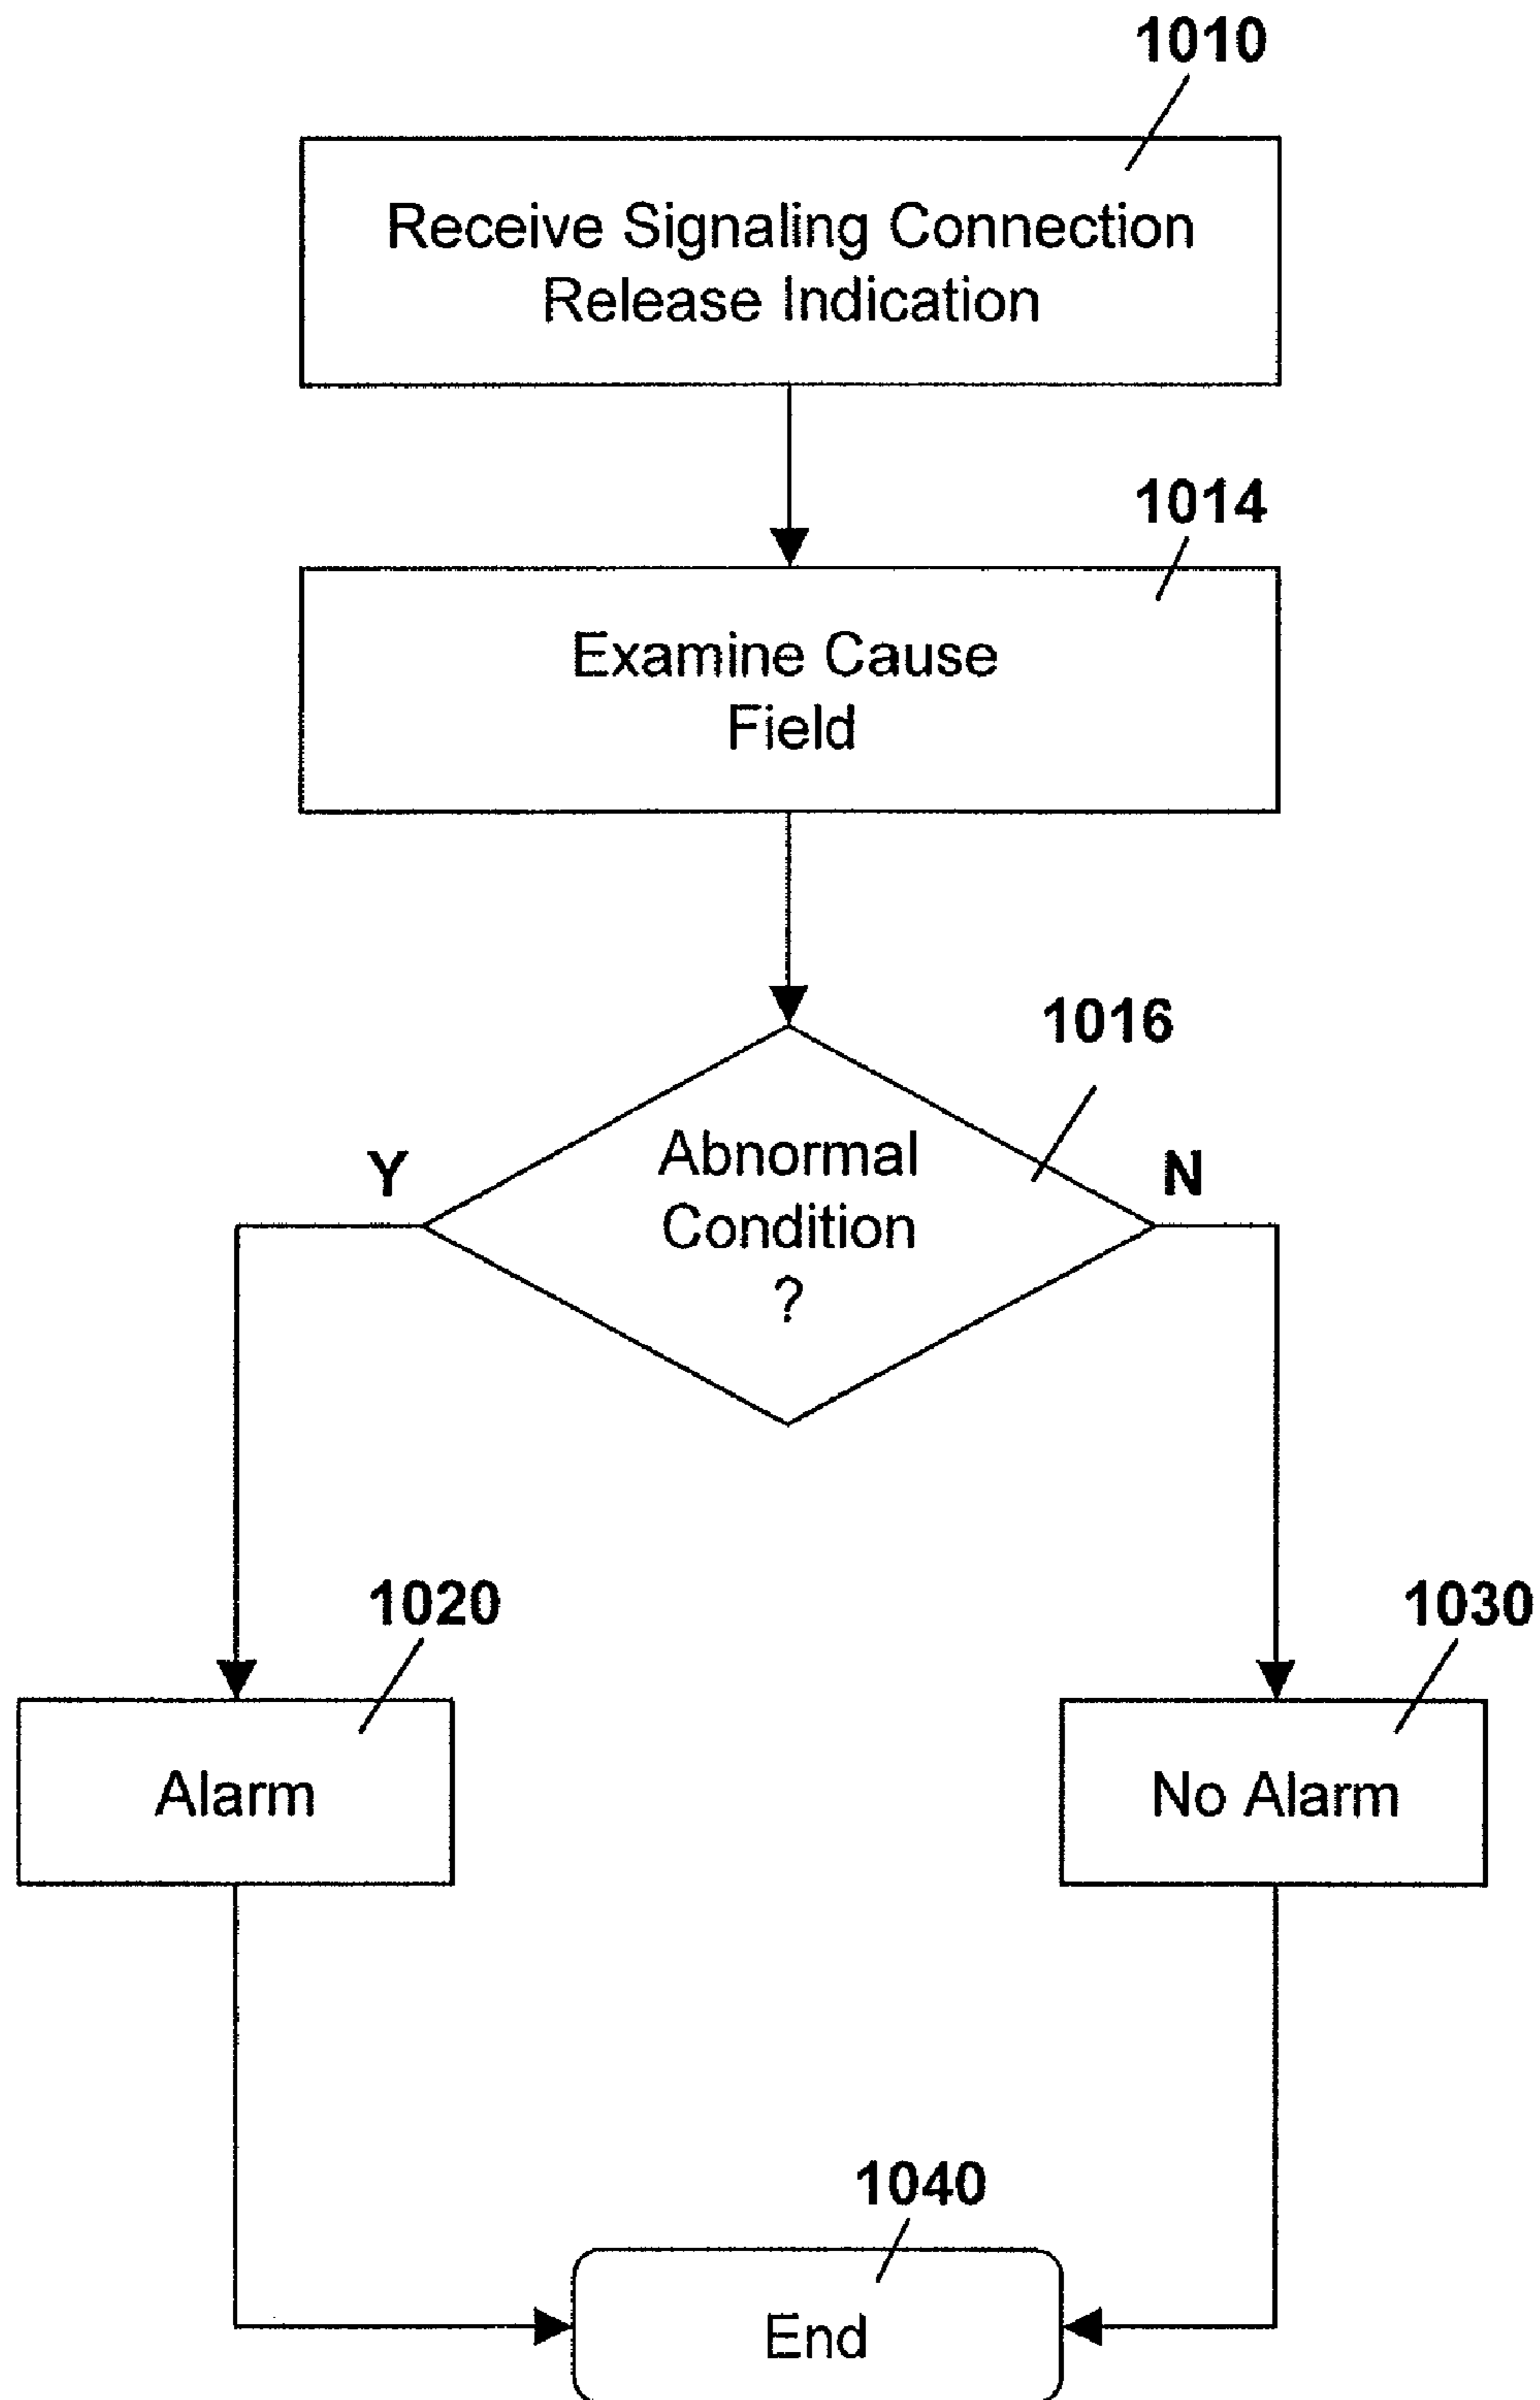 1010
Receive Signaling Connection
Release Indication
1014
Examine Cause
Field
1016
Y
Abnormal
N
Condition
?
1020
1030
Alarm
No Alarm
1040
End